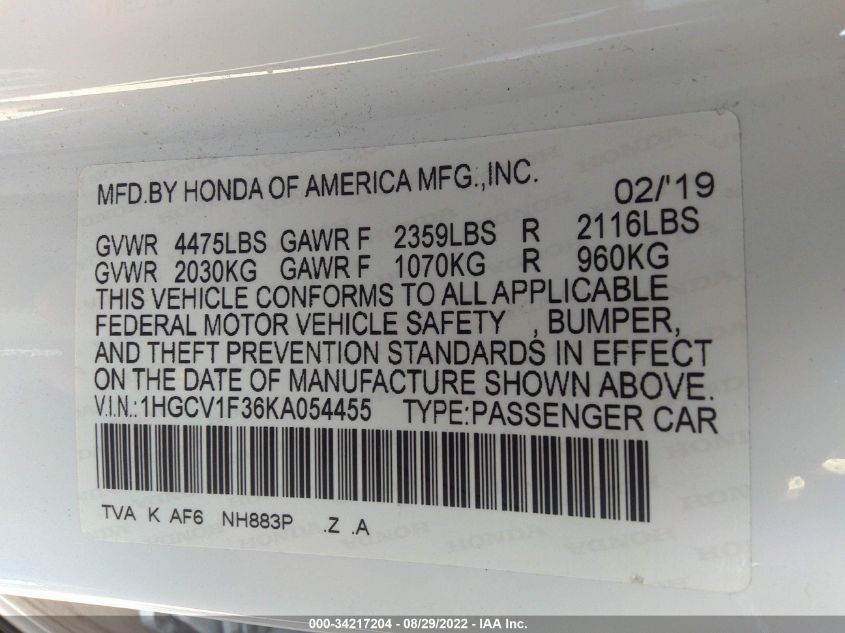 MFD.BY HONDA OF AMERICA MFG.,INC. 02/'19
GVWR 4475LBS GAWR F 2359LBS R 2116LBS
GVWR 2030KG GAWR F 1070KG R 960KG
THIS VEHICLE CONFORMS TO ALL APPLICABLE
FEDERAL MOTOR VEHICLE SAFETY , BUMPER,
AND THEFT PREVENTION STANDARDS IN EFFECT
ON THE DATE OF MANUFACTURE SHOWN ABOVE.
V.I.N.:1HGCV1F36KA054455 TYPE:PASSENGER CAR
TVA K AF6 NH883P .Z .A
000-34217204 - 08/29/2022 - IAA Inc.